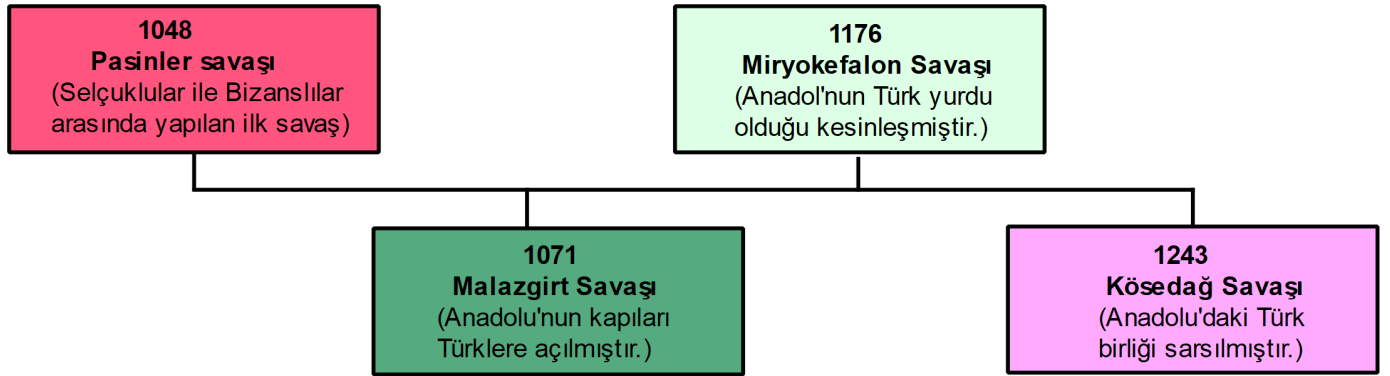 1048
Pasinler savaşı
(Selçuklular ile Bizanslılar
arasında yapılan ilk savaş)
1176
Miryokefalon Savaşı
(Anadol'nun Türk yurdu
olduğu kesinleşmiştir.)
1071
Malazgirt Savaşı
(Anadolu'nun kapıları
Türklere açılmıştır.)
1243
Kösedağ Savaşı
(Anadolu'daki Türk
birliği sarsılmıştır.)